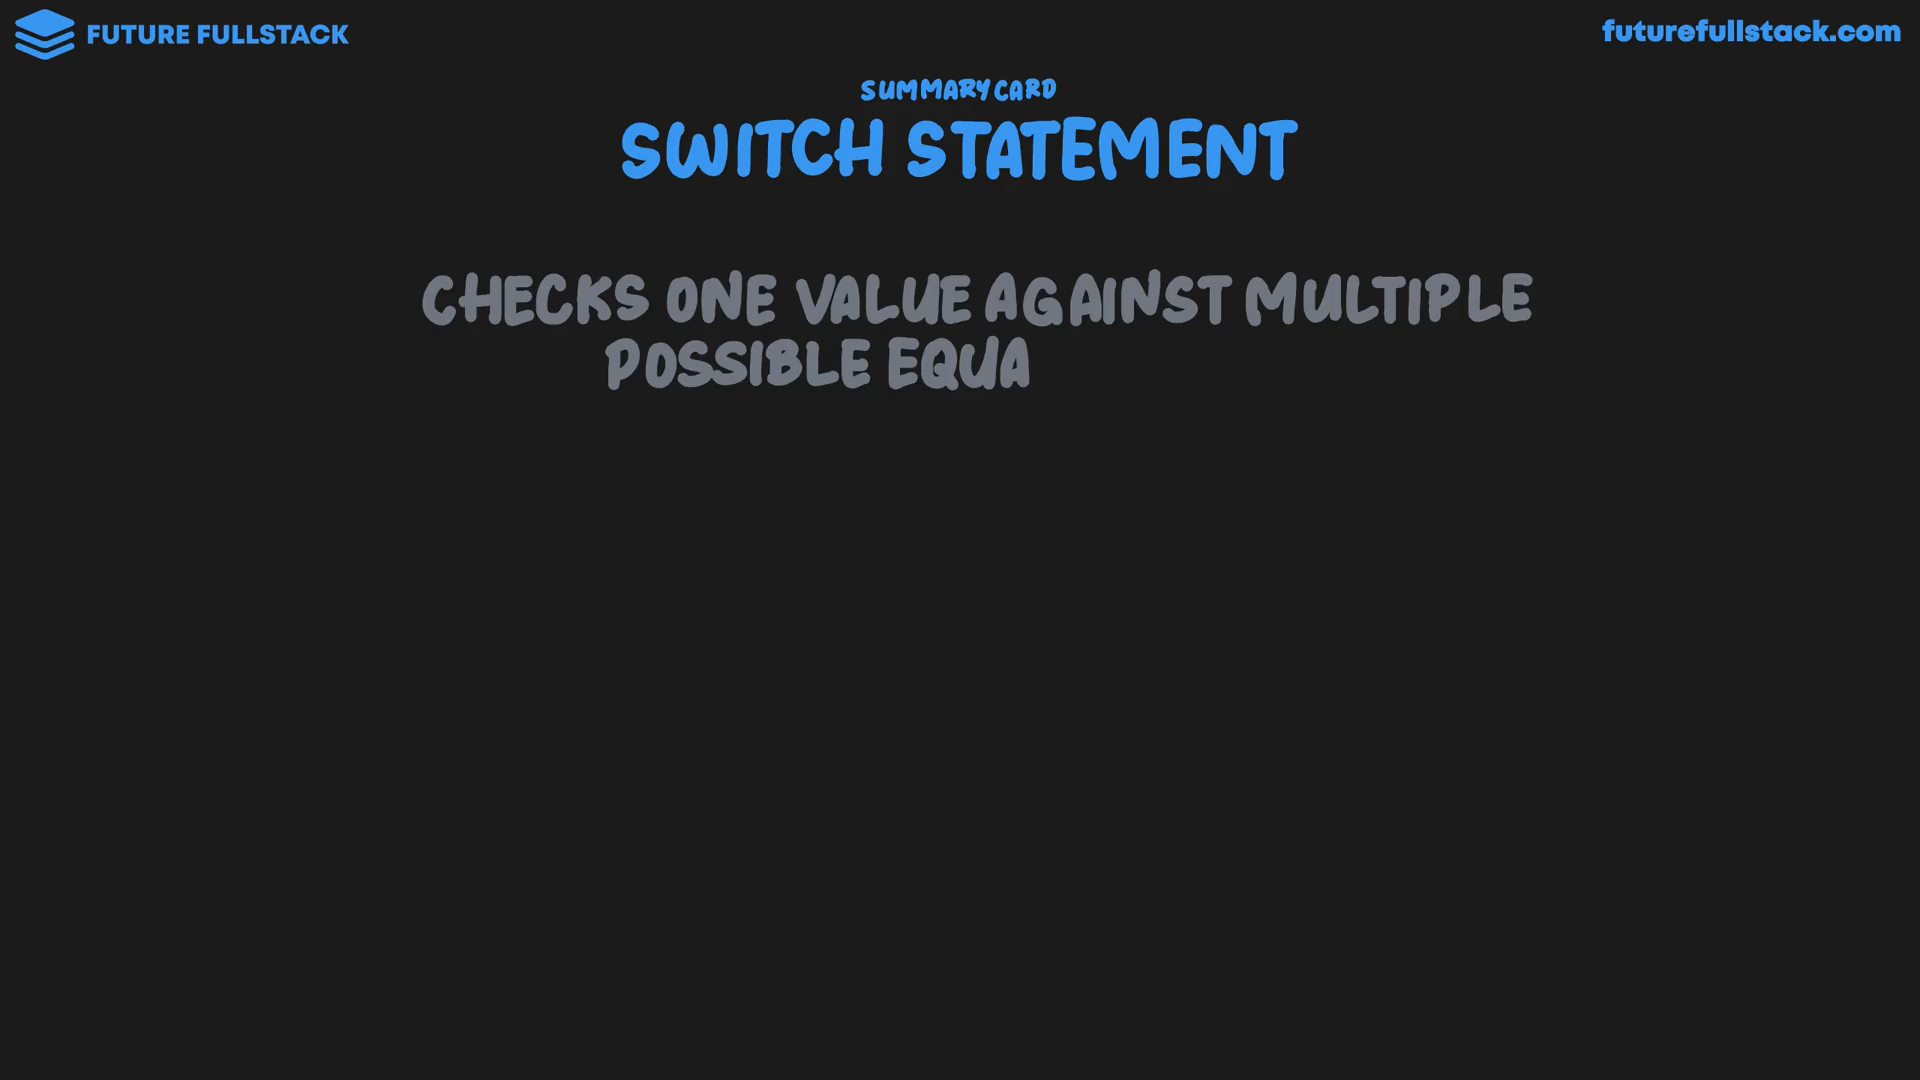 FUTURE FULLSTACK
futurefullstack.com
SUMMARY CARD
SWITCH STATEMENT
CHECKS ONE VALUE AGAINST MULTIPLE
POSSIBLE EQUA